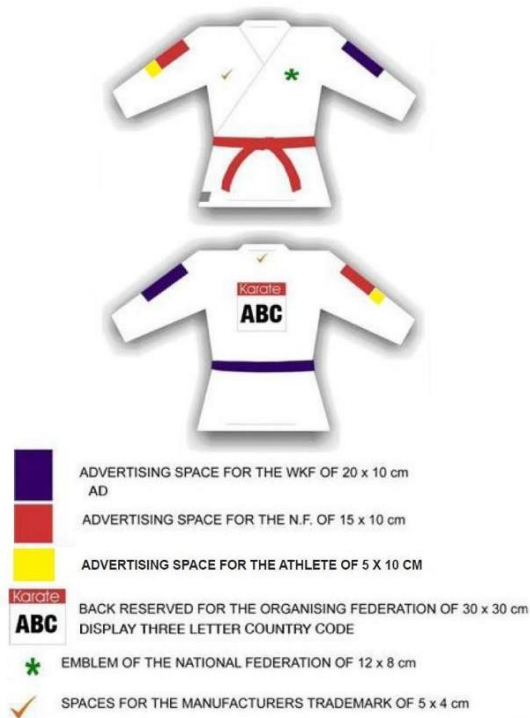 Karate
ABC
ADVERTISING SPACE FOR THE WKF OF 20 x 10 cm
AD
ADVERTISING SPACE FOR THE N.F. OF 15 x 10 cm
ADVERTISING SPACE FOR THE ATHLETE OF 5 X 10 CM
Karate
ABC
BACK RESERVED FOR THE ORGANISING FEDERATION OF 30 x 30 cm
DISPLAY THREE LETTER COUNTRY CODE
EMBLEM OF THE NATIONAL FEDERATION OF 12 x 8 cm
SPACES FOR THE MANUFACTURERS TRADEMARK OF 5 x 4 cm